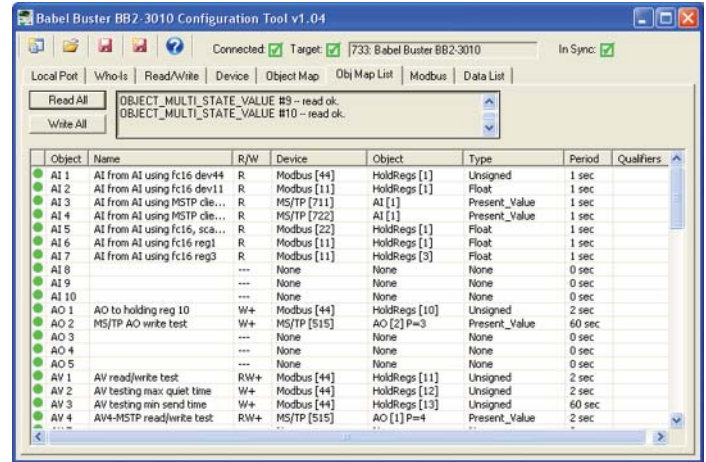 Babel Buster BB2-3010 Configuration Tool v1.04
Connected: Target: 733: Babel Buster BB2-3010 In Sync:
Local Port Who-Is Read/Write Device Object Map Obj Map List Modbus Data List
Read All
Write All
OBJECT_MULTI_STATE_VALUE #9 -- read ok.
OBJECT_MULTI_STATE_VALUE #10 -- read ok.
Object Name R/W Device Object Type Period Qualifiers
AI 1 AI from AI using fc16 dev44 R Modbus [44] HoldRegs [1] Unsigned 1 sec
AI 2 AI from AI using fc16 dev11 R Modbus [11] HoldRegs [1] Float 1 sec
AI 3 AI from AI using MSTP clie... R MS/TP [711] AI [1] Present_Value 1 sec
AI 4 AI from AI using MSTP clie... R MS/TP [722] AI [1] Present_Value 1 sec
AI 5 AI from AI using fc16, sca... R Modbus [22] HoldRegs [1] Float 1 sec
AI 6 AI from AI using fc16 reg1 R Modbus [11] HoldRegs [1] Float 1 sec
AI 7 AI from AI using fc16 reg3 R Modbus [11] HoldRegs [3] Float 1 sec
AI 8 --- None None None 0 sec
AI 9 --- None None None 0 sec
AI 10 --- None None None 0 sec
AO 1 AO to holding reg 10 W+ Modbus [44] HoldRegs [10] Unsigned 2 sec
AO 2 MS/TP AO write test W+ MS/TP [515] AO [2] P=3 Present_Value 60 sec
AO 3 --- None None None 0 sec
AO 4 --- None None None 0 sec
AO 5 --- None None None 0 sec
AV 1 AV read/write test RW+ Modbus [44] HoldRegs [11] Unsigned 2 sec
AV 2 AV testing max quiet time W+ Modbus [44] HoldRegs [12] Unsigned 2 sec
AV 3 AV testing min send time W+ Modbus [44] HoldRegs [13] Unsigned 60 sec
AV 4 AV4-MSTP read/write test RW+ MS/TP [515] AO [1] P=4 Present_Value 2 sec